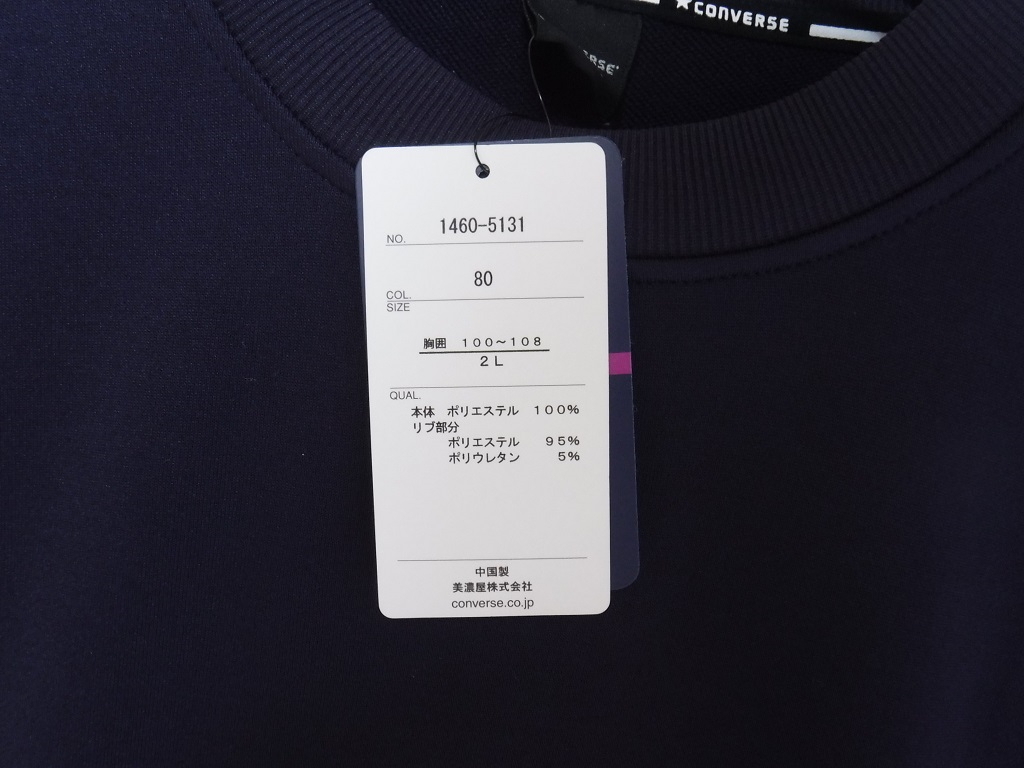 ★CONVERSE
1460-5131
NO.
80
COL.
SIZE
胸囲 100～108
2L
QUAL.
本体 ポリエステル 100%
リブ部分
ポリエステル 95%
ポリウレタン 5%
中国製
美濃屋株式会社
converse.co.jp